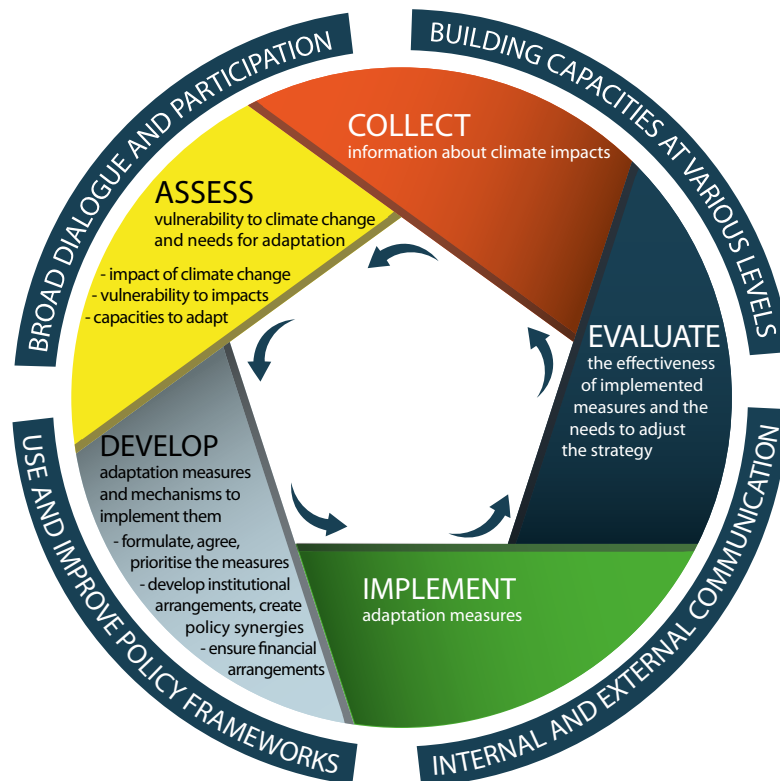 BROAD DIALOGUE AND PARTICIPATION
BUILDING CAPACITIES AT VARIOUS LEVELS
COLLECT
information about climate impacts
ASSESS
vulnerability to climate change
and needs for adaptation
- impact of climate change
- vulnerability to impacts
- capacities to adapt
EVALUATE
the effectiveness
of implemented
measures and the
needs to adjust
the strategy
DEVELOP
adaptation measures
and mechanisms to
implement them
- formulate, agree,
prioritise the measures
- develop institutional
arrangements, create
policy synergies
- ensure financial
arrangements
IMPLEMENT
adaptation measures
USE AND IMPROVE POLICY FRAMEWORKS
INTERNAL AND EXTERNAL COMMUNICATION